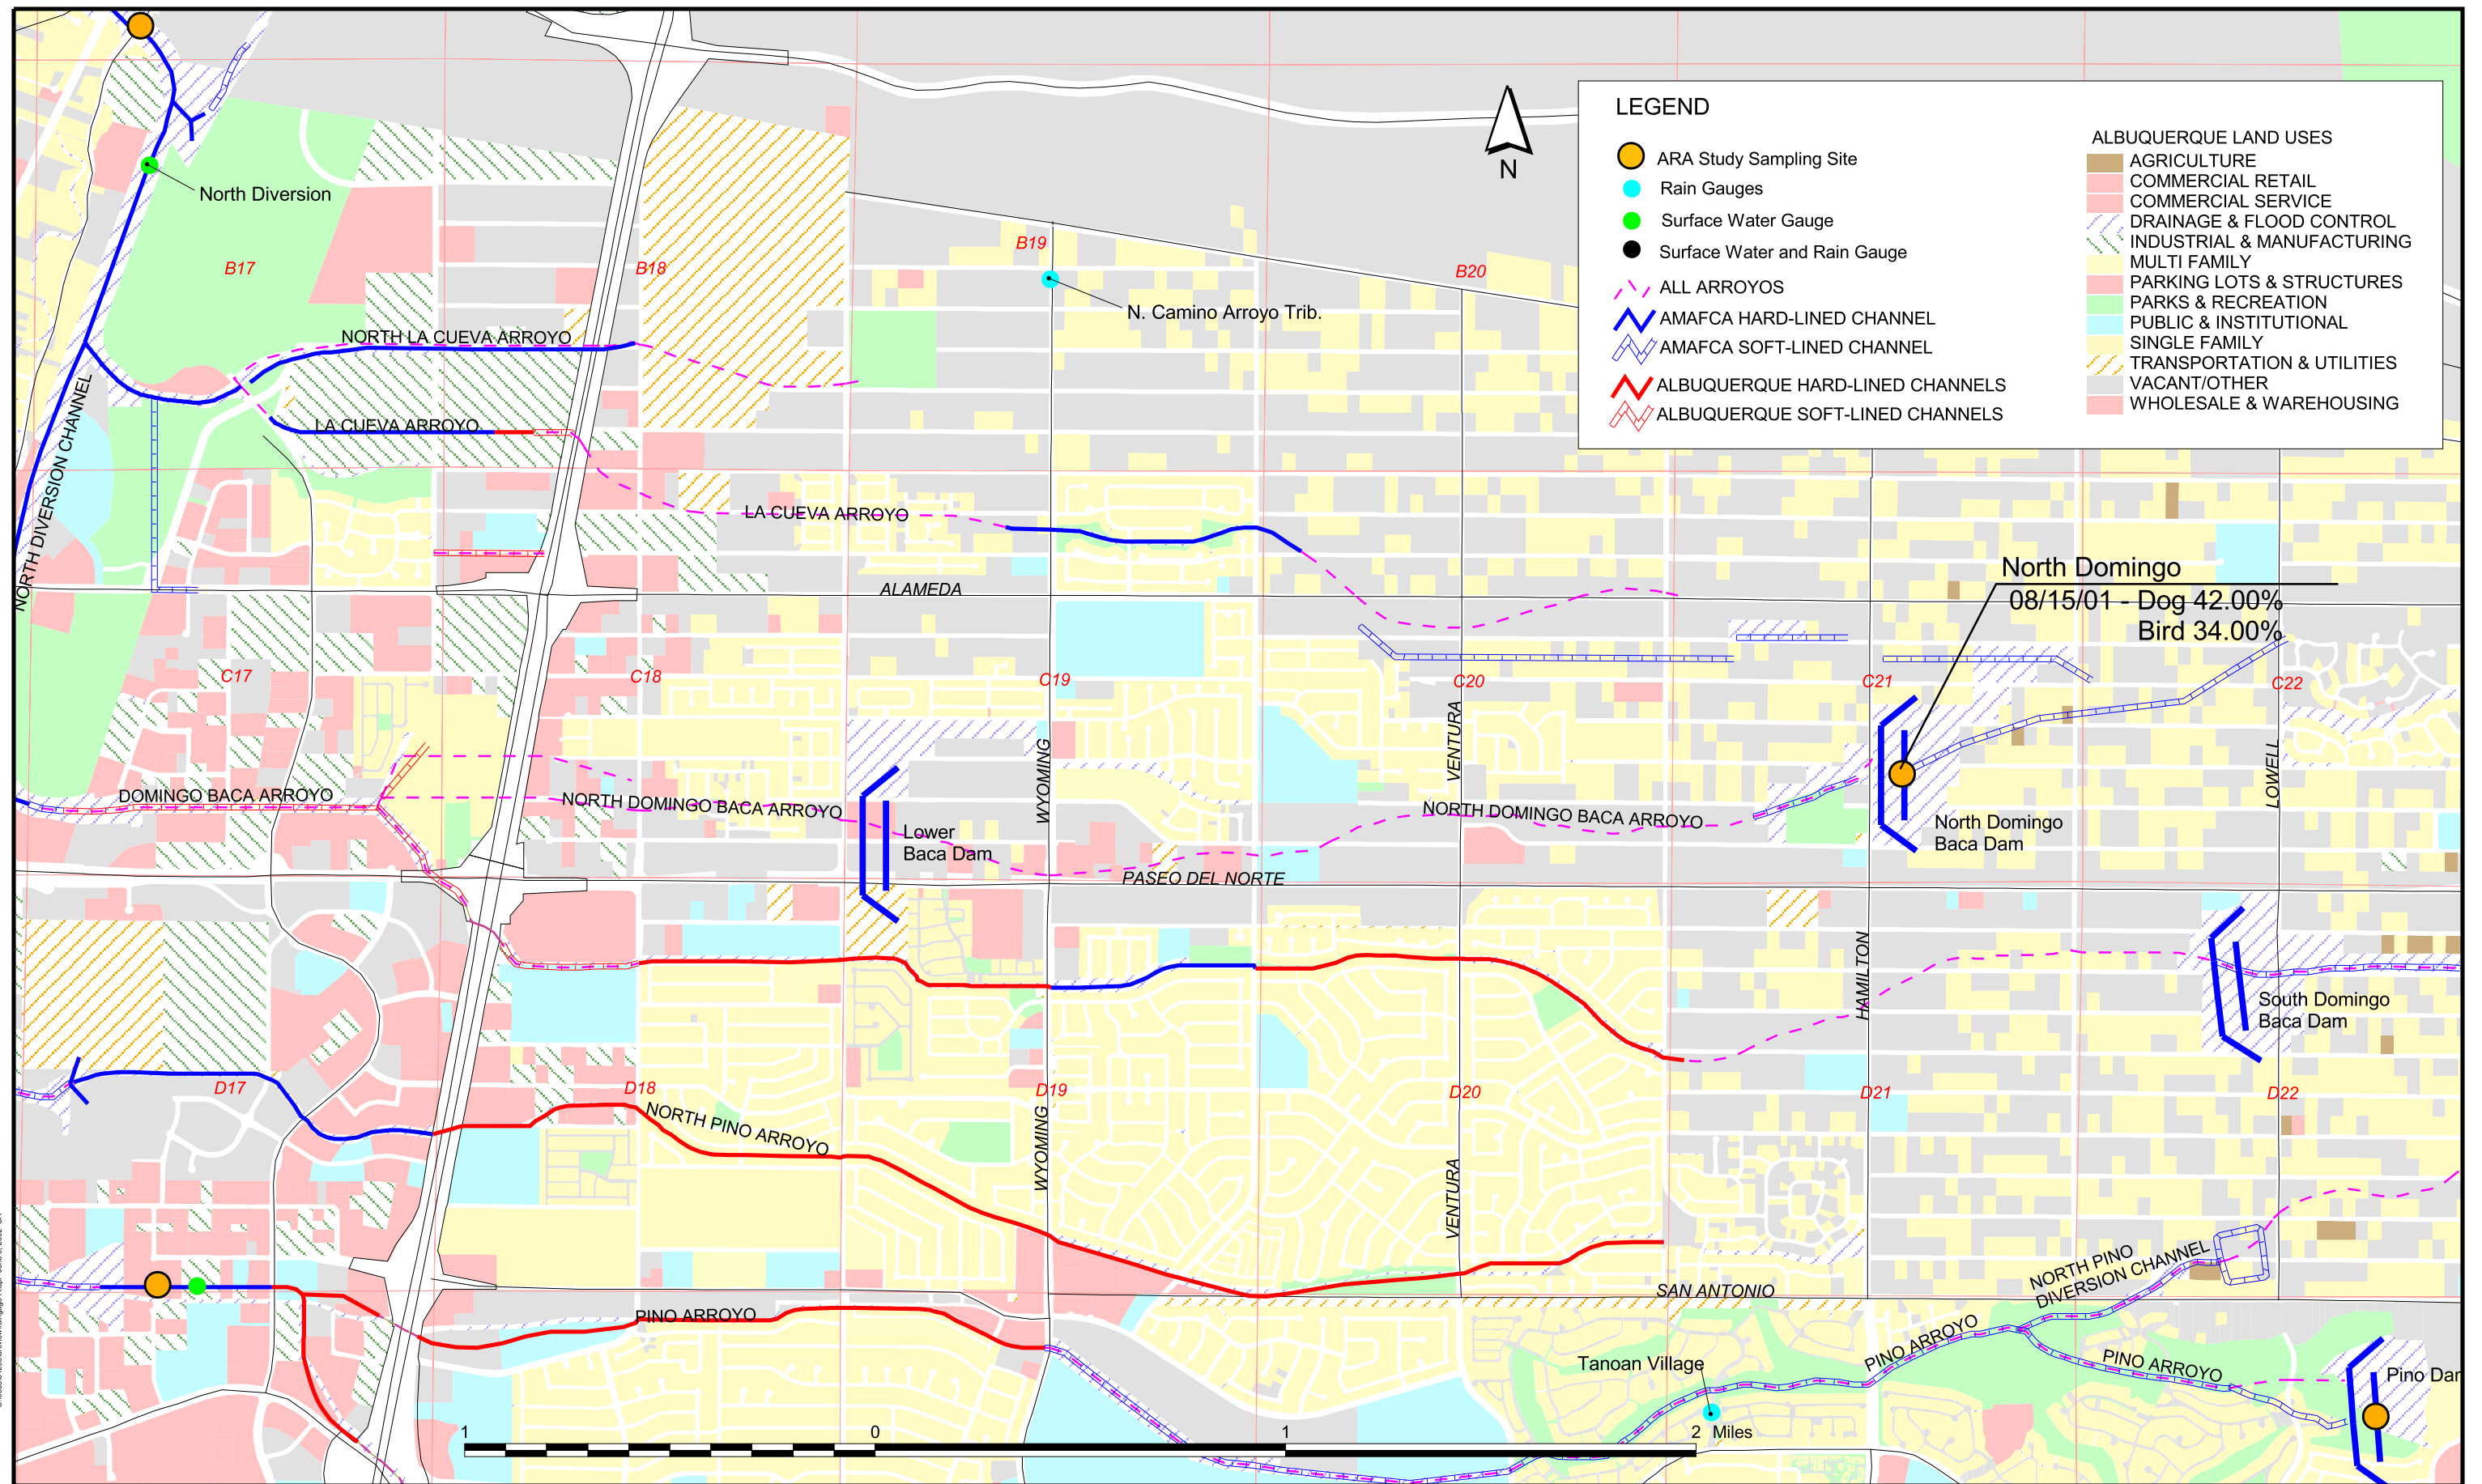 LEGEND
ARA Study Sampling Site
Rain Gauges
Surface Water Gauge
Surface Water and Rain Gauge
ALL ARROYOS
AMAFCA HARD-LINED CHANNEL
AMAFCA SOFT-LINED CHANNEL
ALBUQUERQUE HARD-LINED CHANNELS
ALBUQUERQUE SOFT-LINED CHANNELS
ALBUQUERQUE LAND USES
AGRICULTURE
COMMERCIAL RETAIL
COMMERCIAL SERVICE
DRAINAGE & FLOOD CONTROL
INDUSTRIAL & MANUFACTURING
MULTI FAMILY
PARKING LOTS & STRUCTURES
PARKS & RECREATION
PUBLIC & INSTITUTIONAL
SINGLE FAMILY
TRANSPORTATION & UTILITIES
VACANT/OTHER
WHOLESALE & WAREHOUSING
N
North Diversion
B17
B18
B19
B20
N. Camino Arroyo Trib.
NORTH LA CUEVA ARROYO
NORTH DIVERSION CHANNEL
LA CUEVA ARROYO
LA CUEVA ARROYO
ALAMEDA
North Domingo
08/15/01 - Dog 42.00%
Bird 34.00%
C17
C18
C19
C20
C21
C22
WYOMING
VENTURA
LOWELL
DOMINGO BACA ARROYO
NORTH DOMINGO BACA ARROYO
NORTH DOMINGO BACA ARROYO
Lower
Baca Dam
North Domingo
Baca Dam
PASEO DEL NORTE
HAMILTON
South Domingo
Baca Dam
D17
D18
D19
D20
D21
D22
NORTH PINO ARROYO
WYOMING
VENTURA
NORTH PINO
DIVERSION CHANNEL
SAN ANTONIO
PINO ARROYO
PINO ARROYO
PINO ARROYO
Tanoan Village
Pino Dar
1
0
1
2 Miles